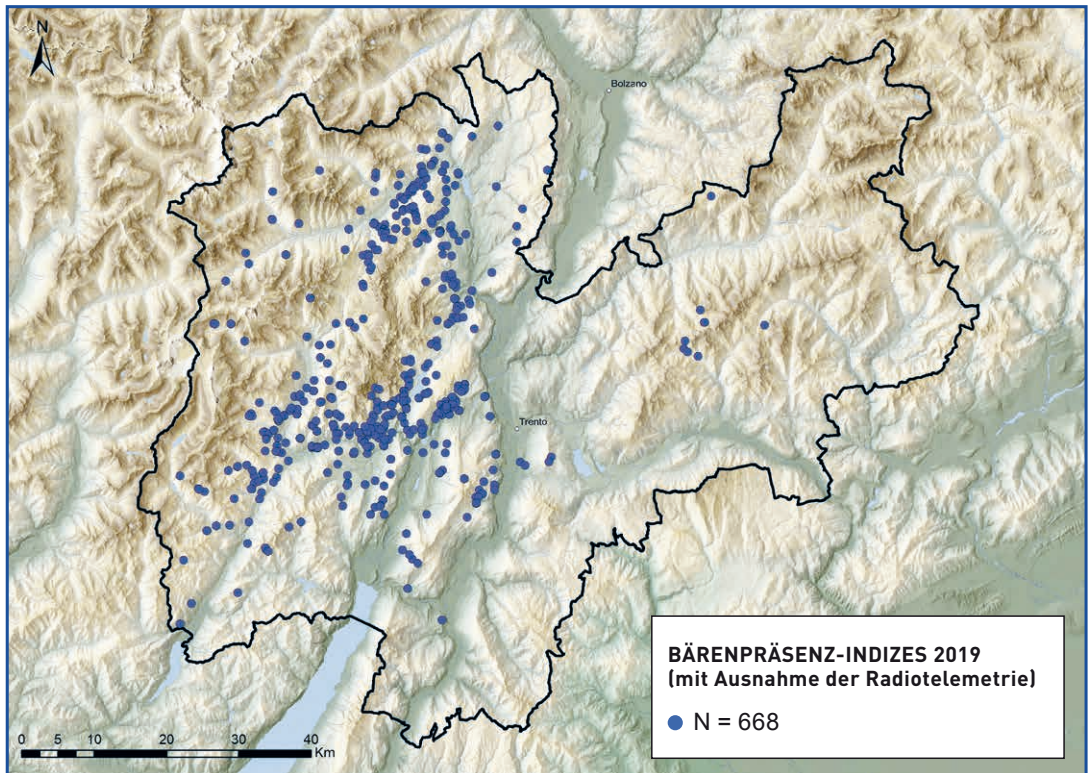 N
Bolzano
Trento
BÄRENPRÄSENZ-INDIZES 2019
(mit Ausnahme der Radiotelemetrie)
N = 668
0 5 10 20 30 40
Km